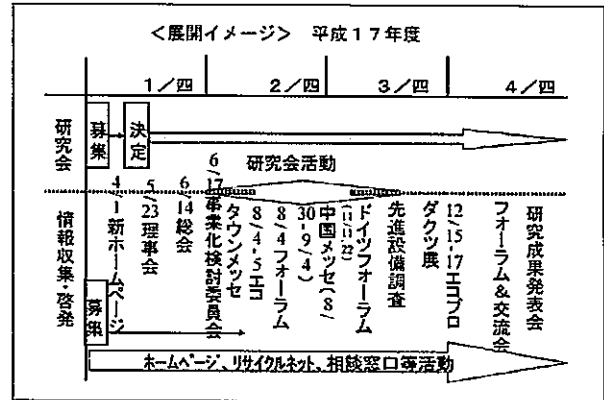 <展開イメージ> 平成17年度
1/四
2/四
3/四
4/四
研究会
募集
決定
研究会活動
情報収集・啓発
募集
4/1新ホームページ
5/23理事会
6/14総会
6/17事業化検討委員会
8/4・5エコ
タウンメッセ
8/4フォーラム
中国メッセ(8/
30-9/4)
ドイツフォーラム
先進設備調査
12/15-17エコプロ
ダクツ展
フォーラム&交流会
研究成果発表会
ホームページ、リサイクルネット、相談窓口等活動